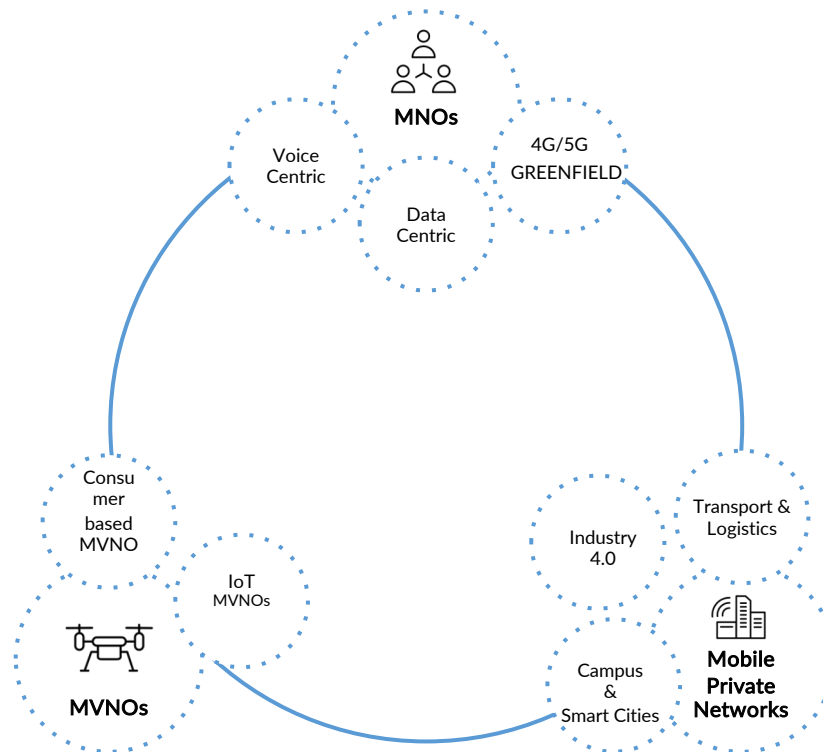 MNOs
Voice
Centric
4G/5G
GREENFIELD
Data
Centric
Consu
mer
based
MVNO
IoT
MVNOs
MVNOs
Industry
4.0
Transport &
Logistics
Campus
&
Smart Cities
Mobile
Private
Networks